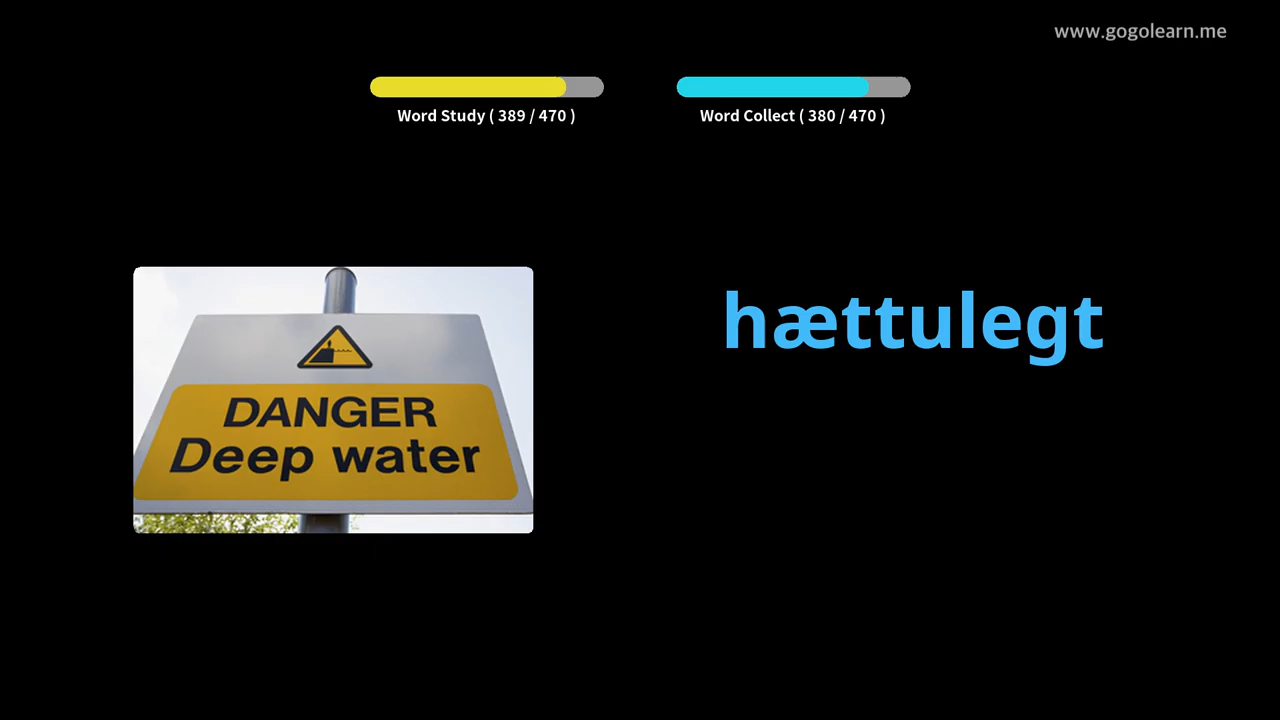 www.gogolearn.me
Word Study ( 389 / 470 )
Word Collect ( 380 / 470 )
hættulegt
DANGER
Deep water